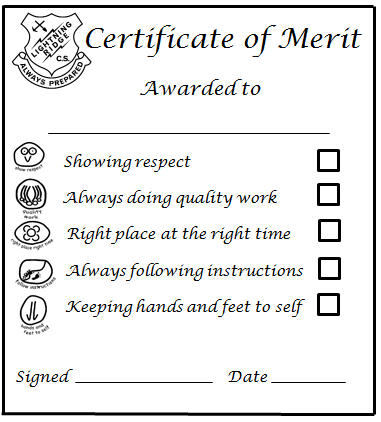 LIGHTNING
RIDGE
C.S.
ALWAYS PREPARED
Certificate of Merit
Awarded to
show respect
Showing respect
quality
work
Always doing quality work
right place right time
Right place at the right time
follow instructions
Always following instructions
hands and
feet to self
Keeping hands and feet to self
Signed
Date